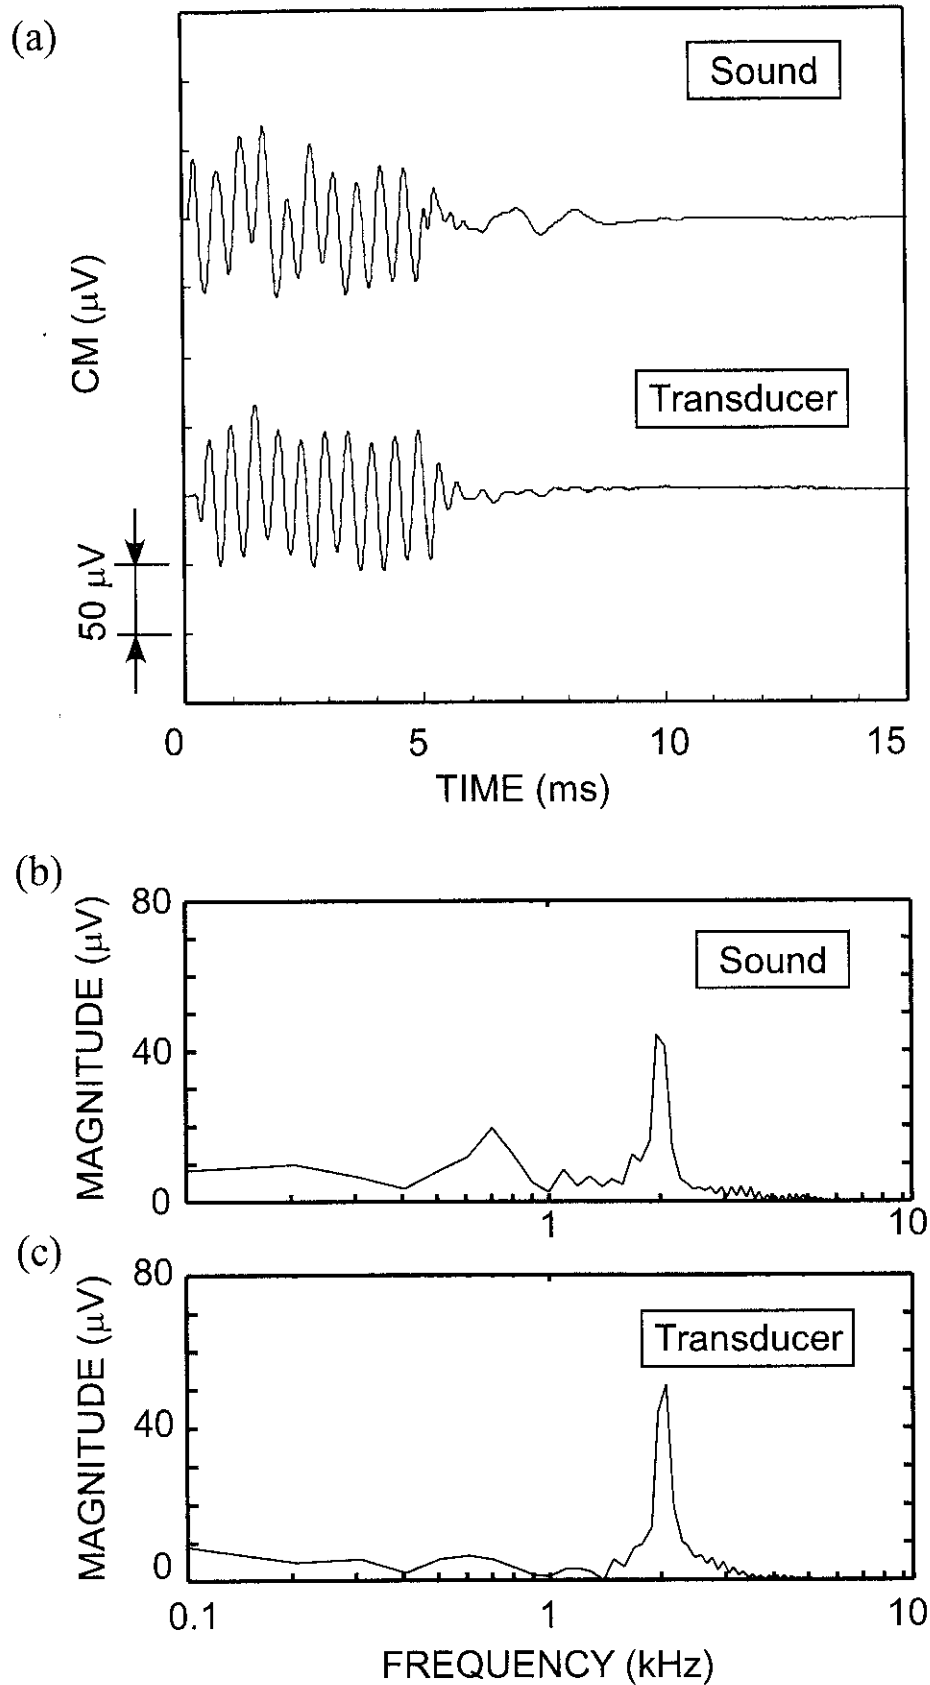 (a)
Sound
CM (μV)
Transducer
50 μV
0 5 10 15
TIME (ms)
(b)
80
Sound
MAGNITUDE (μV)
40
0
1 10
(c)
80
Transducer
MAGNITUDE (μV)
40
0
0.1 1 10
FREQUENCY (kHz)